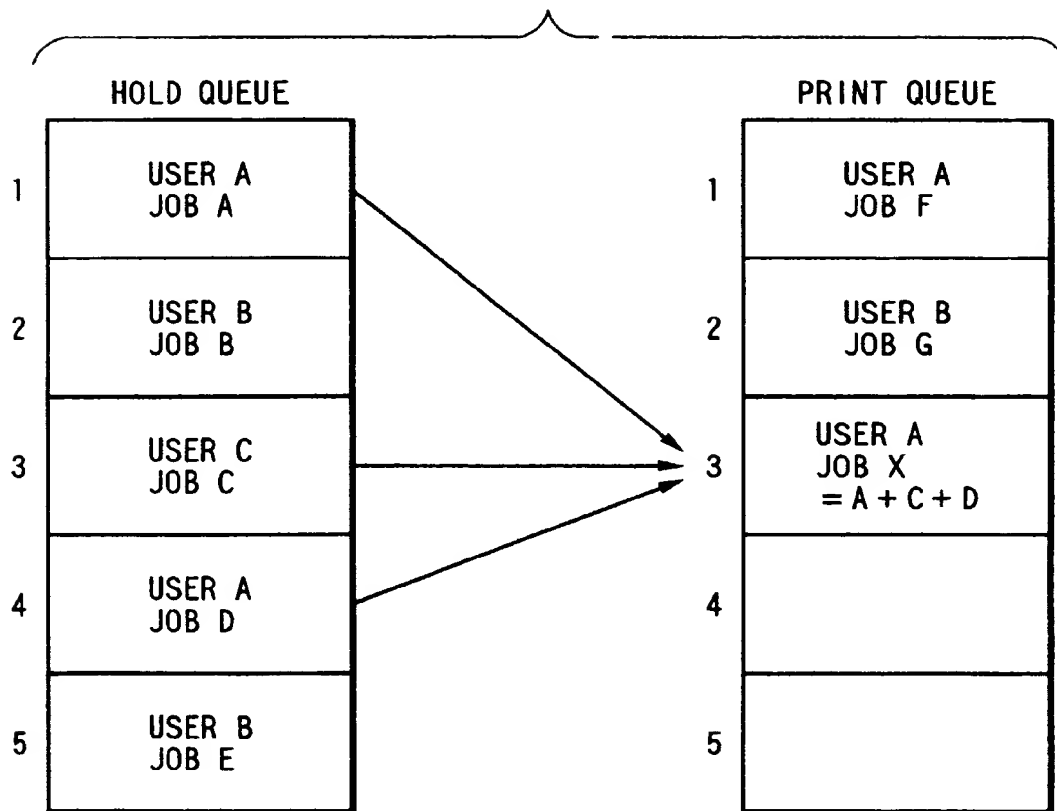 HOLD QUEUE
1
USER A
JOB A
2
USER B
JOB B
3
USER C
JOB C
4
USER A
JOB D
5
USER B
JOB E
PRINT QUEUE
1
USER A
JOB F
2
USER B
JOB G
3
USER A
JOB X
=A+C+D
4
5